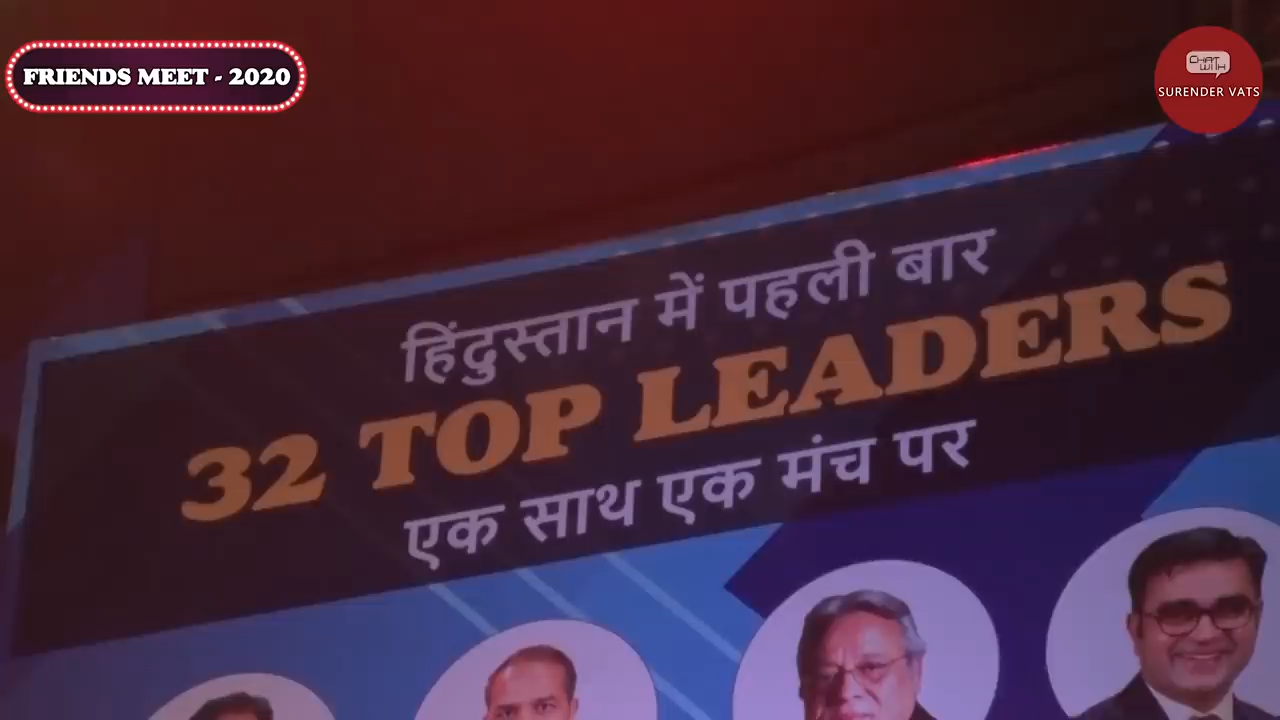 FRIENDS MEET - 2020
CHAT
WITH
SURENDER VATS
हिंदुस्तान में पहली बार
32 TOP LEADERS
एक साथ एक मंच पर